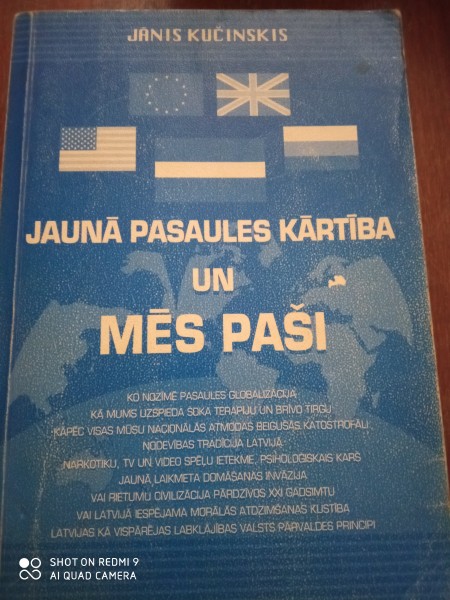 JĀNIS KUČINSKIS
JAUNĀ PASAULES KĀRTĪBA
UN
MĒS PAŠI
KO NOZĪMĒ PASAULES GLOBALIZĀCIJA
KĀ MUMS UZSPIEDA ŠOKA TERAPIJU UN BRĪVO TIRGU
KĀPĒC VISAS MŪSU NACIONĀLĀS ATMODAS BEIGUŠĀS KATOSTROFĀLI
NODEVĪBAS TRADĪCIJA LATVIJĀ
NARKOTIKU, TV UN VIDEO SPĒĻU IETEKME, PSIHOLOĢISKAIS KARŠ
JAUNĀ LAIKMETA DOMĀŠANAS INVĀZIJA
VAI RIETUMU CIVILIZĀCIJA PĀRDZĪVOS XXI GADSIMTU
VAI LATVIJĀ IESPĒJAMA MORĀLĀS ATDZIMŠANAS KUSTĪBA
LATVIJAS KĀ VISPĀRĒJAS LABKLĀJĪBAS VALSTS PĀRVALDES PRINCIPI
SHOT ON REDMI 9
AI QUAD CAMERA